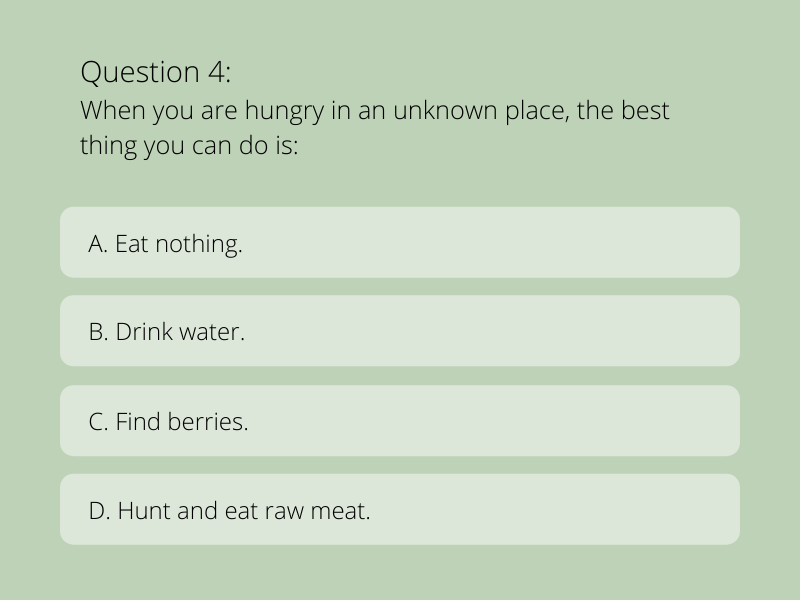 Question 4:
When you are hungry in an unknown place, the best
thing you can do is:
A. Eat nothing.
B. Drink water.
C. Find berries.
D. Hunt and eat raw meat.